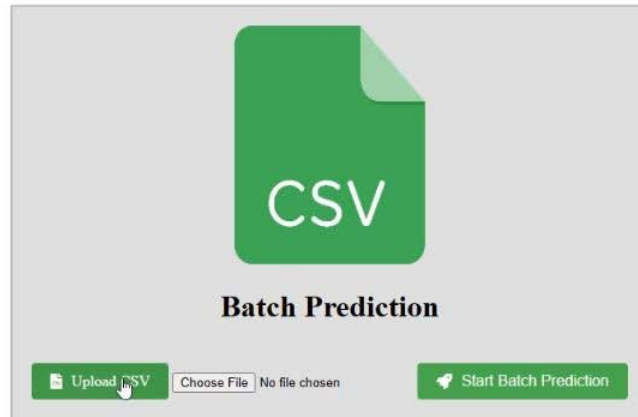 CSV
Batch Prediction
Upload CSV Choose File No file chosen Start Batch Prediction